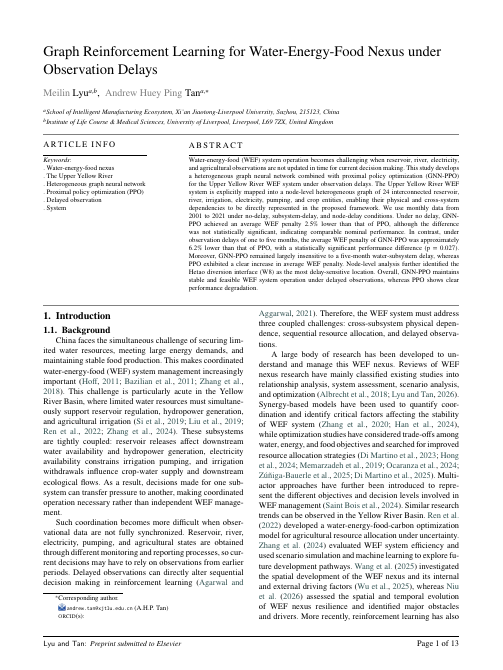 Graph Reinforcement Learning for Water-Energy-Food Nexus under
Observation Delays
Meilin Lyuᵃ,ᵇ, Andrew Huey Ping Tanᵃ,*
ᵃSchool of Intelligent Manufacturing Ecosystem, Xi'an Jiaotong-Liverpool University, Suzhou, 215123, China
ᵇInstitute of Life Course & Medical Sciences, University of Liverpool, Liverpool, L69 7ZX, United Kingdom
ARTICLE INFO
Keywords:
. Water-energy-food nexus
. The Upper Yellow River
. Heterogeneous graph neural network
. Proximal policy optimization (PPO)
. Delayed observation
. System
ABSTRACT
Water-energy-food (WEF) system operation becomes challenging when reservoir, river, electricity,
and agricultural observations are not updated in time for current decision making. This study develops
a heterogeneous graph neural network combined with proximal policy optimization (GNN-PPO)
for the Upper Yellow River WEF system under observation delays. The Upper Yellow River WEF
system is explicitly mapped into a node-level heterogeneous graph of 24 interconnected reservoir,
river, irrigation, electricity, pumping, and crop entities, enabling their physical and cross-system
dependencies to be directly represented in the proposed framework. We use monthly data from
2001 to 2021 under no-delay, subsystem-delay, and node-delay conditions. Under no delay, GNN-
PPO achieved an average WEF penalty 2.5% lower than that of PPO, although the difference
was not statistically significant, indicating comparable nominal performance. In contrast, under
observation delays of one to five months, the average WEF penalty of GNN-PPO was approximately
6.2% lower than that of PPO, with a statistically significant performance difference (p = 0.027).
Moreover, GNN-PPO remained largely insensitive to a five-month water-subsystem delay, whereas
PPO exhibited a clear increase in average WEF penalty. Node-level analysis further identified the
Hetao diversion interface (W8) as the most delay-sensitive location. Overall, GNN-PPO maintains
stable and feasible WEF system operation under delayed observations, whereas PPO shows clear
performance degradation.
1. Introduction
1.1. Background
China faces the simultaneous challenge of securing lim-
ited water resources, meeting large energy demands, and
maintaining stable food production. This makes coordinated
water-energy-food (WEF) system management increasingly
important (Hoff, 2011; Bazilian et al., 2011; Zhang et al.,
2018). This challenge is particularly acute in the Yellow
River Basin, where limited water resources must simultane-
ously support reservoir regulation, hydropower generation,
and agricultural irrigation (Si et al., 2019; Liu et al., 2019;
Ren et al., 2022; Zhang et al., 2024). These subsystems
are tightly coupled: reservoir releases affect downstream
water availability and hydropower generation, electricity
availability constrains irrigation pumping, and irrigation
withdrawals influence crop-water supply and downstream
ecological flows. As a result, decisions made for one sub-
system can transfer pressure to another, making coordinated
operation necessary rather than independent WEF manage-
ment.
Such coordination becomes more difficult when obser-
vational data are not fully synchronized. Reservoir, river,
electricity, pumping, and agricultural states are obtained
through different monitoring and reporting processes, so cur-
rent decisions may have to rely on observations from earlier
periods. Delayed observations can directly alter sequential
decision making in reinforcement learning (Agarwal and
*Corresponding author
andrew.tan@xjtlu.edu.cn (A.H.P. Tan)
ORCID(s):
Aggarwal, 2021). Therefore, the WEF system must address
three coupled challenges: cross-subsystem physical depen-
dence, sequential resource allocation, and delayed observa-
tions.
A large body of research has been developed to un-
derstand and manage this WEF nexus. Reviews of WEF
nexus research have mainly classified existing studies into
relationship analysis, system assessment, scenario analysis,
and optimization (Albrecht et al., 2018; Lyu and Tan, 2026).
Synergy-based models have been used to quantify coor-
dination and identify critical factors affecting the stability
of WEF system (Zhang et al., 2020; Han et al., 2024),
while optimization studies have considered trade-offs among
water, energy, and food objectives and searched for improved
resource allocation strategies (Di Martino et al., 2023; Hong
et al., 2024; Memarzadeh et al., 2019; Ocaranza et al., 2024;
Zúñiga-Bauerle et al., 2025; Di Martino et al., 2025). Multi-
actor approaches have further been introduced to repre-
sent the different objectives and decision levels involved in
WEF management (Saint Bois et al., 2024). Similar research
trends can be observed in the Yellow River Basin. Ren et al.
(2022) developed a water-energy-food-carbon optimization
model for agricultural resource allocation under uncertainty.
Zhang et al. (2024) evaluated WEF system efficiency and
used scenario simulation and machine learning to explore fu-
ture development pathways. Wang et al. (2025) investigated
the spatial development of the WEF nexus and its internal
and external driving factors (Wu et al., 2025), whereas Niu
et al. (2026) assessed the spatial and temporal evolution
of WEF nexus resilience and identified major obstacles
and drivers. More recently, reinforcement learning has also
Lyu and Tan: Preprint submitted to Elsevier
Page 1 of 13